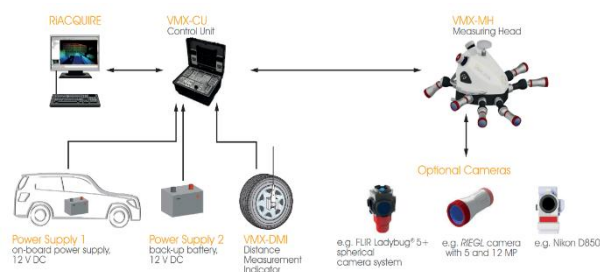 RiACQUIRE
VMX-CU
Control Unit
VMX-MH
Measuring Head
Optional Cameras
Power Supply 1
on-board power supply,
12 V DC
Power Supply 2
back-up battery,
12 V DC
VMX-DMI
Distance
Measurement
Indicator
e.g. FLIR Ladybug® 5+
spherical
camera system
e.g. RIEGL camera
with 5 and 12 MP
e.g. Nikon D850